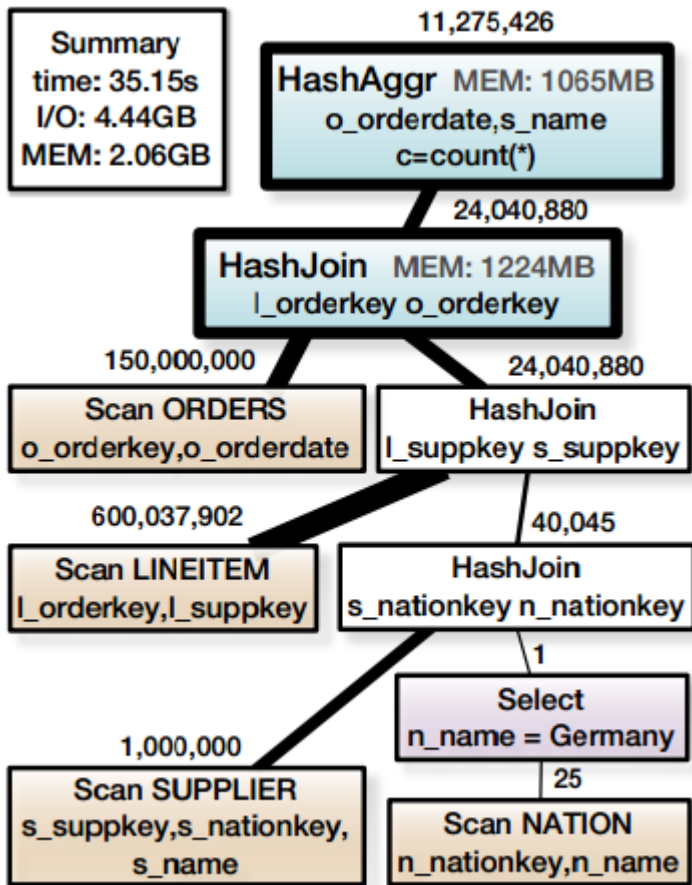 Summary
time: 35.15s
I/O: 4.44GB
MEM: 2.06GB
11,275,426
HashAggr MEM: 1065MB
o_orderdate,s_name
c=count(*)
24,040,880
HashJoin MEM: 1224MB
l_orderkey o_orderkey
150,000,000
24,040,880
Scan ORDERS
o_orderkey,o_orderdate
HashJoin
l_suppkey s_suppkey
600,037,902
40,045
Scan LINEITEM
l_orderkey,l_suppkey
HashJoin
s_nationkey n_nationkey
1
Select
n_name = Germany
1,000,000
25
Scan SUPPLIER
s_suppkey,s_nationkey,
s_name
Scan NATION
n_nationkey,n_name